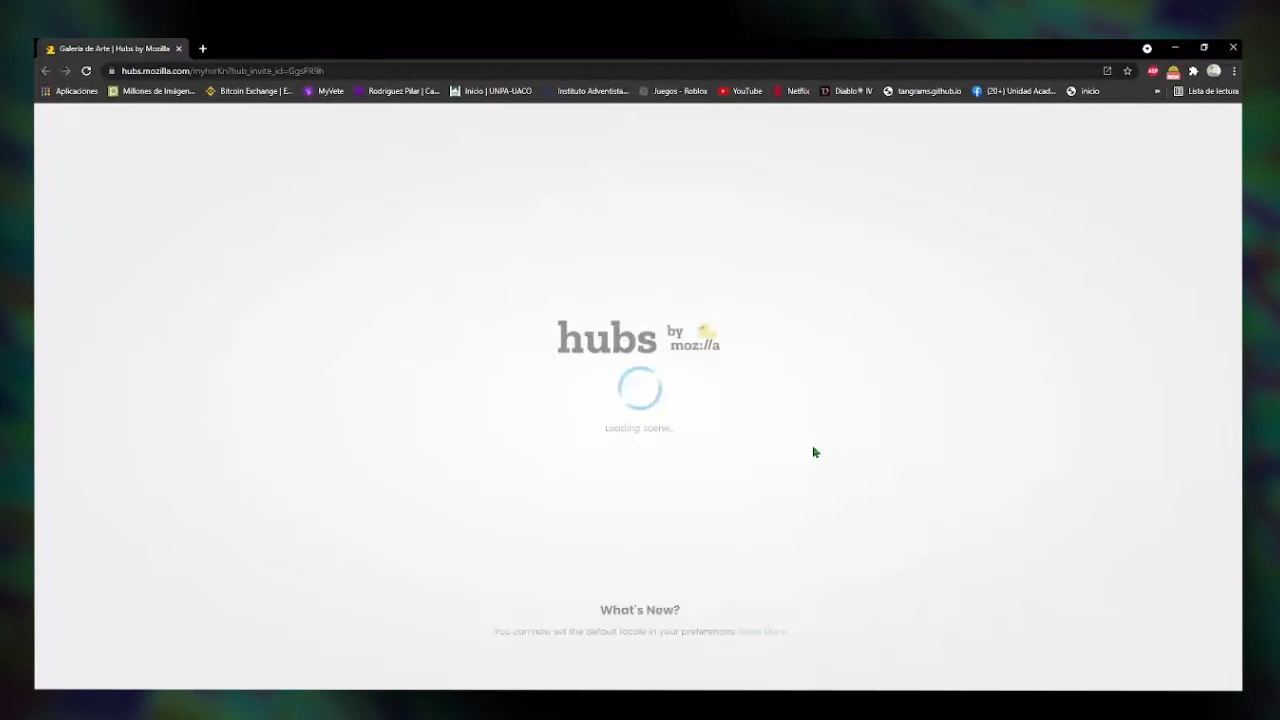 Galería de Arte | Hubs by Mozilla
hubs.mozilla.com/myhvrKn?hub_invite_id=GgsPR9h
Aplicaciones Millones de Imágen... Bitcoin Exchange | E... MyVete Rodriguez Pilar | Ca... Inicio | UNPA-UACO Instituto Adventista... Juegos - Roblox YouTube Netflix Diablo® IV tangrams.github.io (20+) Unidad Acad... inicio » Lista de lectura
hubs by moz://a
Loading scene...
What's New?
You can now set the default locale in your preferences. Read More